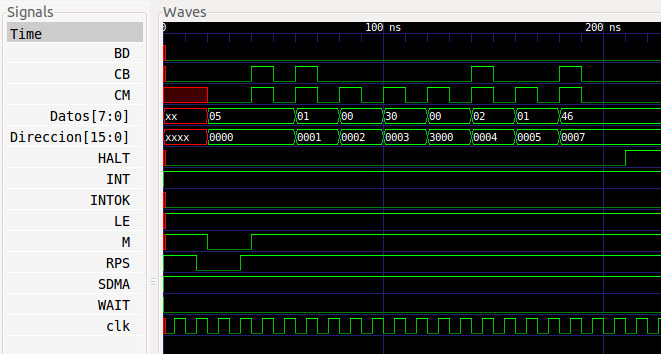 Signals
Waves
Time
0 100 ns 200 ns
BD
CB
CM
Datos[7:0] xx 05 01 00 30 00 02 01 46
Direccion[15:0] xxxx 0000 0001 0002 0003 3000 0004 0005 0007
HALT
INT
INTOK
LE
M
RPS
SDMA
WAIT
clk